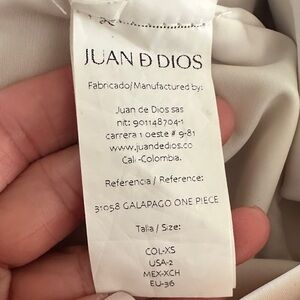 JUAN D DIOS
Fabricado/Manufactured by:
Juan de Dios sas
nit: 901148704-1
carrera 1 oeste # 9-81
www.juandedios.co
Cali-Colombia.
Referencia / Reference:
31058 GALAPAGO ONE PIECE
Talla / Size:
COL-XS
USA-2
MEX-XCH
EU-36